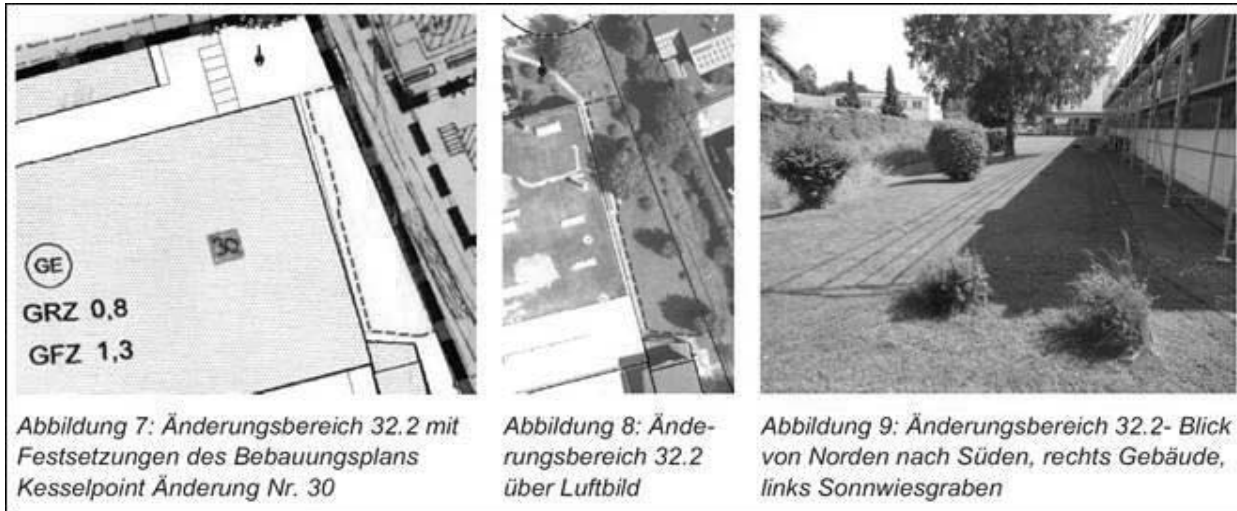 30
GE
GRZ 0,8
GFZ 1,3
Abbildung 7: Änderungsbereich 32.2 mit
Festsetzungen des Bebauungsplans
Kesselpoint Änderung Nr. 30
Abbildung 8: Ände-
rungsbereich 32.2
über Luftbild
Abbildung 9: Änderungsbereich 32.2- Blick
von Norden nach Süden, rechts Gebäude,
links Sonnwiesgraben